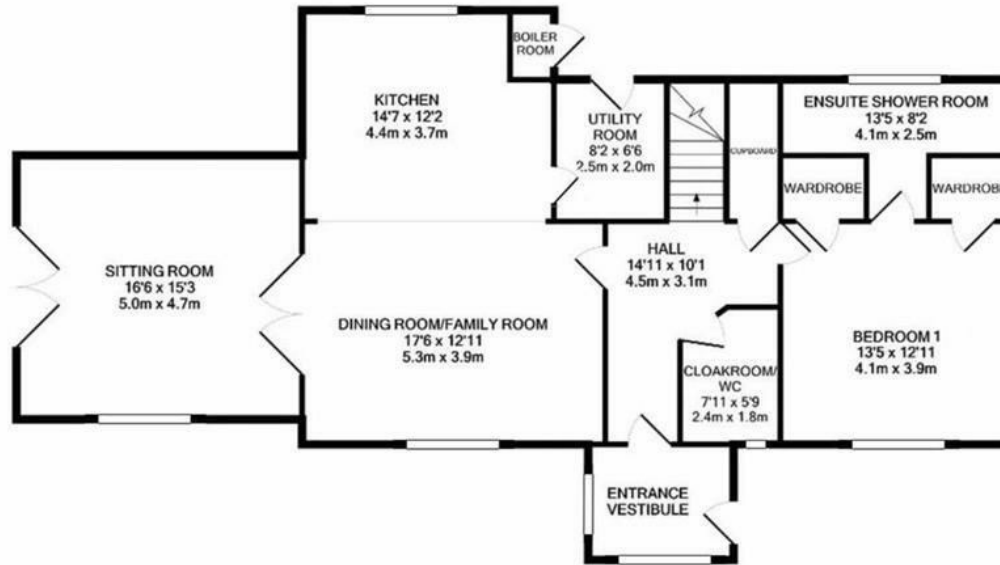 BOILER
ROOM
KITCHEN
14'7 x 12'2
4.4m x 3.7m
UTILITY
ROOM
8'2 x 6'6
2.5m x 2.0m
CUPBOARD
ENSUITE SHOWER ROOM
13'5 x 8'2
4.1m x 2.5m
WARDROBE
WARDROBE
SITTING ROOM
16'6 x 15'3
5.0m x 4.7m
HALL
14'11 x 10'1
4.5m x 3.1m
DINING ROOM/FAMILY ROOM
17'6 x 12'11
5.3m x 3.9m
BEDROOM 1
13'5 x 12'11
4.1m x 3.9m
CLOAKROOM/
WC
7'11 x 5'9
2.4m x 1.8m
ENTRANCE
VESTIBULE